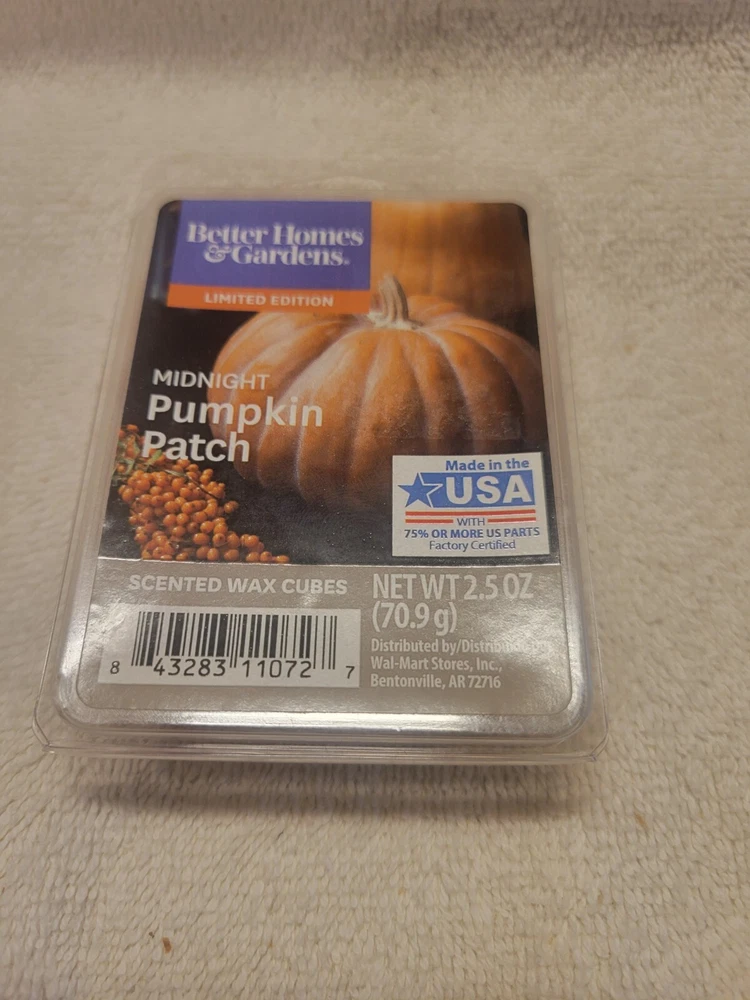 Better Homes
& Gardens®
LIMITED EDITION
MIDNIGHT
Pumpkin
Patch
Made in the
USA
WITH
75% OR MORE US PARTS
Factory Certified
SCENTED WAX CUBES
NET WT 2.5 OZ
(70.9 g)
8 43283 11072 7
Distributed by/Distribu
Wal-Mart Stores, Inc.,
Bentonville, AR 72716